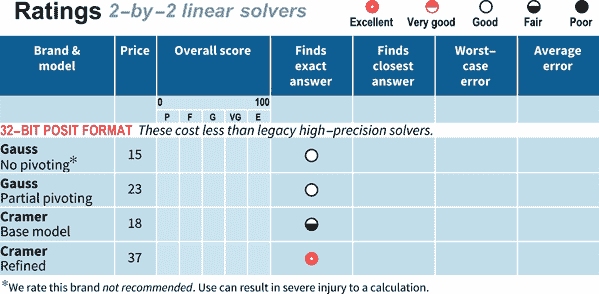 Ratings 2-by-2 linear solvers
Excellent Very good Good Fair Poor
Brand & model Price Overall score Finds exact answer Finds closest answer Worst-case error Average error
0 100
P F G VG E
32-BIT POSIT FORMAT These cost less than legacy high-precision solvers.
Gauss
No pivoting* 15
Gauss
Partial pivoting 23
Cramer
Base model 18
Cramer
Refined 37
*We rate this brand not recommended. Use can result in severe injury to a calculation.